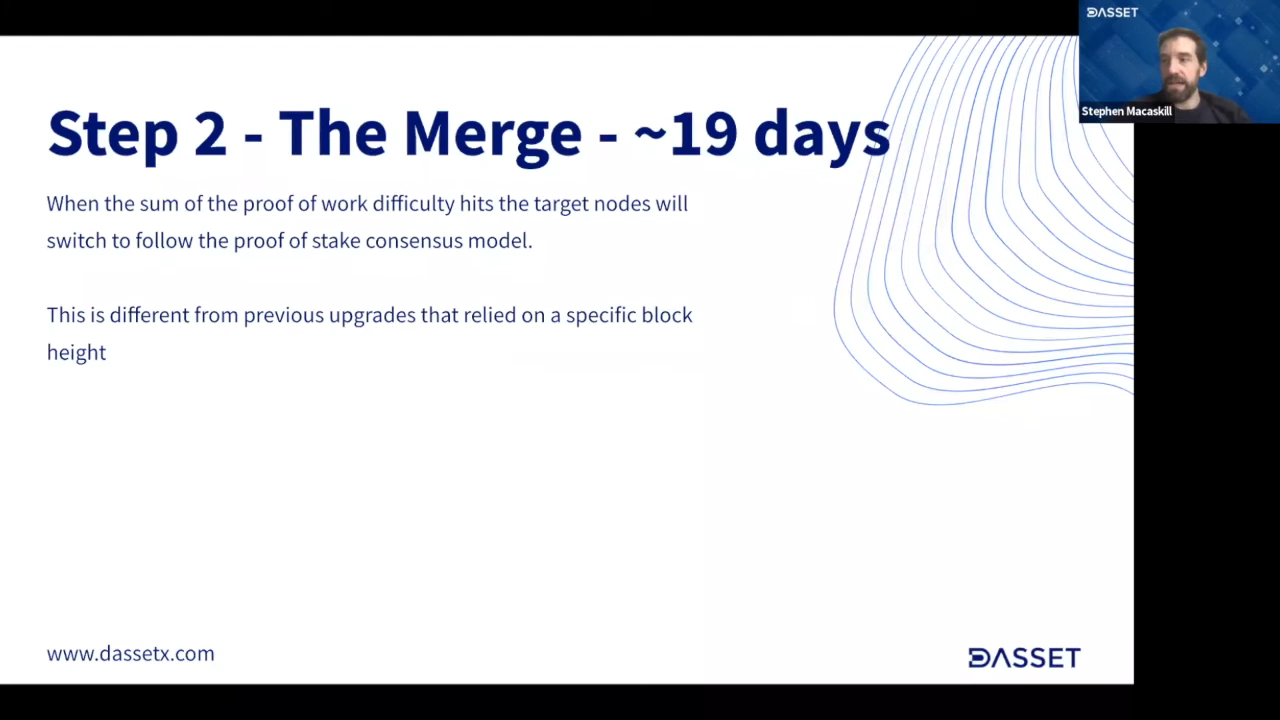 DASSET
Stephen Macaskill
Step 2 - The Merge - ~19 days
When the sum of the proof of work difficulty hits the target nodes will
switch to follow the proof of stake consensus model.
This is different from previous upgrades that relied on a specific block
height
www.dassetx.com
DASSET